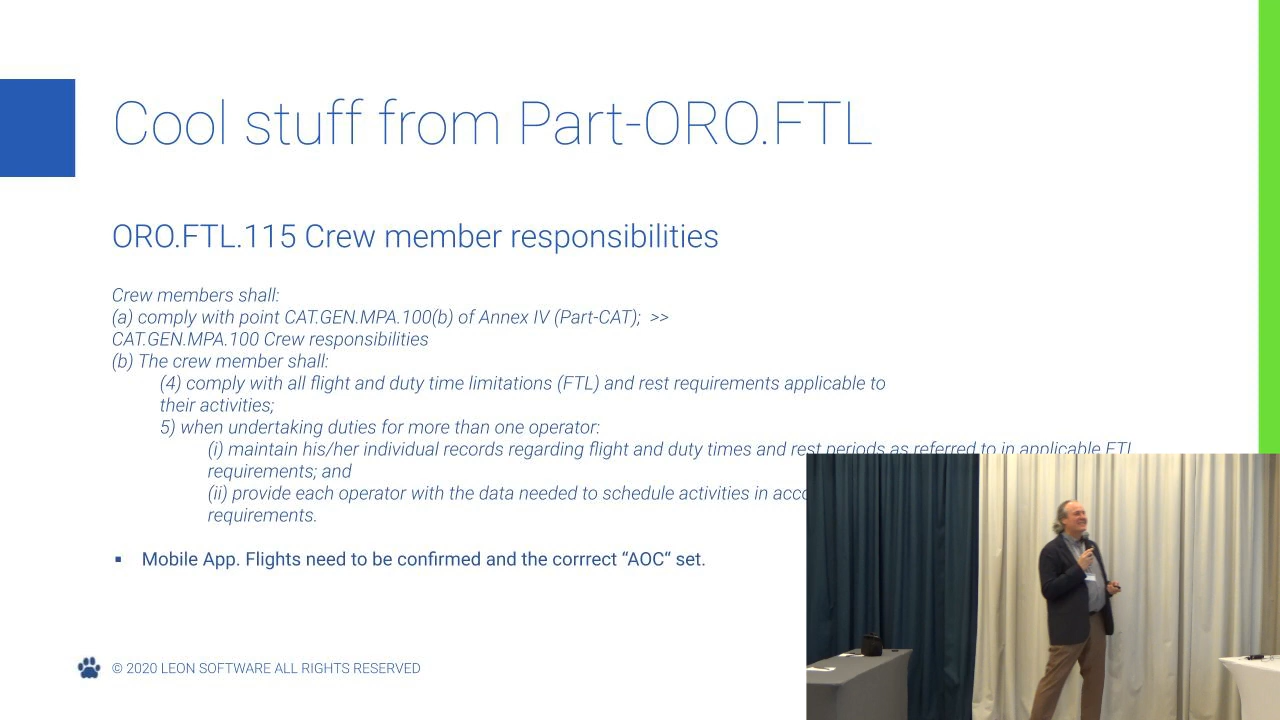 Cool stuff from Part-ORO.FTL
ORO.FTL.115 Crew member responsibilities
Crew members shall:
(a) comply with point CAT.GEN.MPA.100(b) of Annex IV (Part-CAT);  >>
CAT.GEN.MPA.100 Crew responsibilities
(b) The crew member shall:
(4) comply with all flight and duty time limitations (FTL) and rest requirements applicable to
their activities;
5) when undertaking duties for more than one operator:
(i) maintain his/her individual records regarding flight and duty times and rest periods as referred to in applicable FTL
requirements; and
(ii) provide each operator with the data needed to schedule activities in
requirements.
▪ Mobile App. Flights need to be confirmed and the corrrect “AOC“ set.
© 2020 LEON SOFTWARE ALL RIGHTS RESERVED